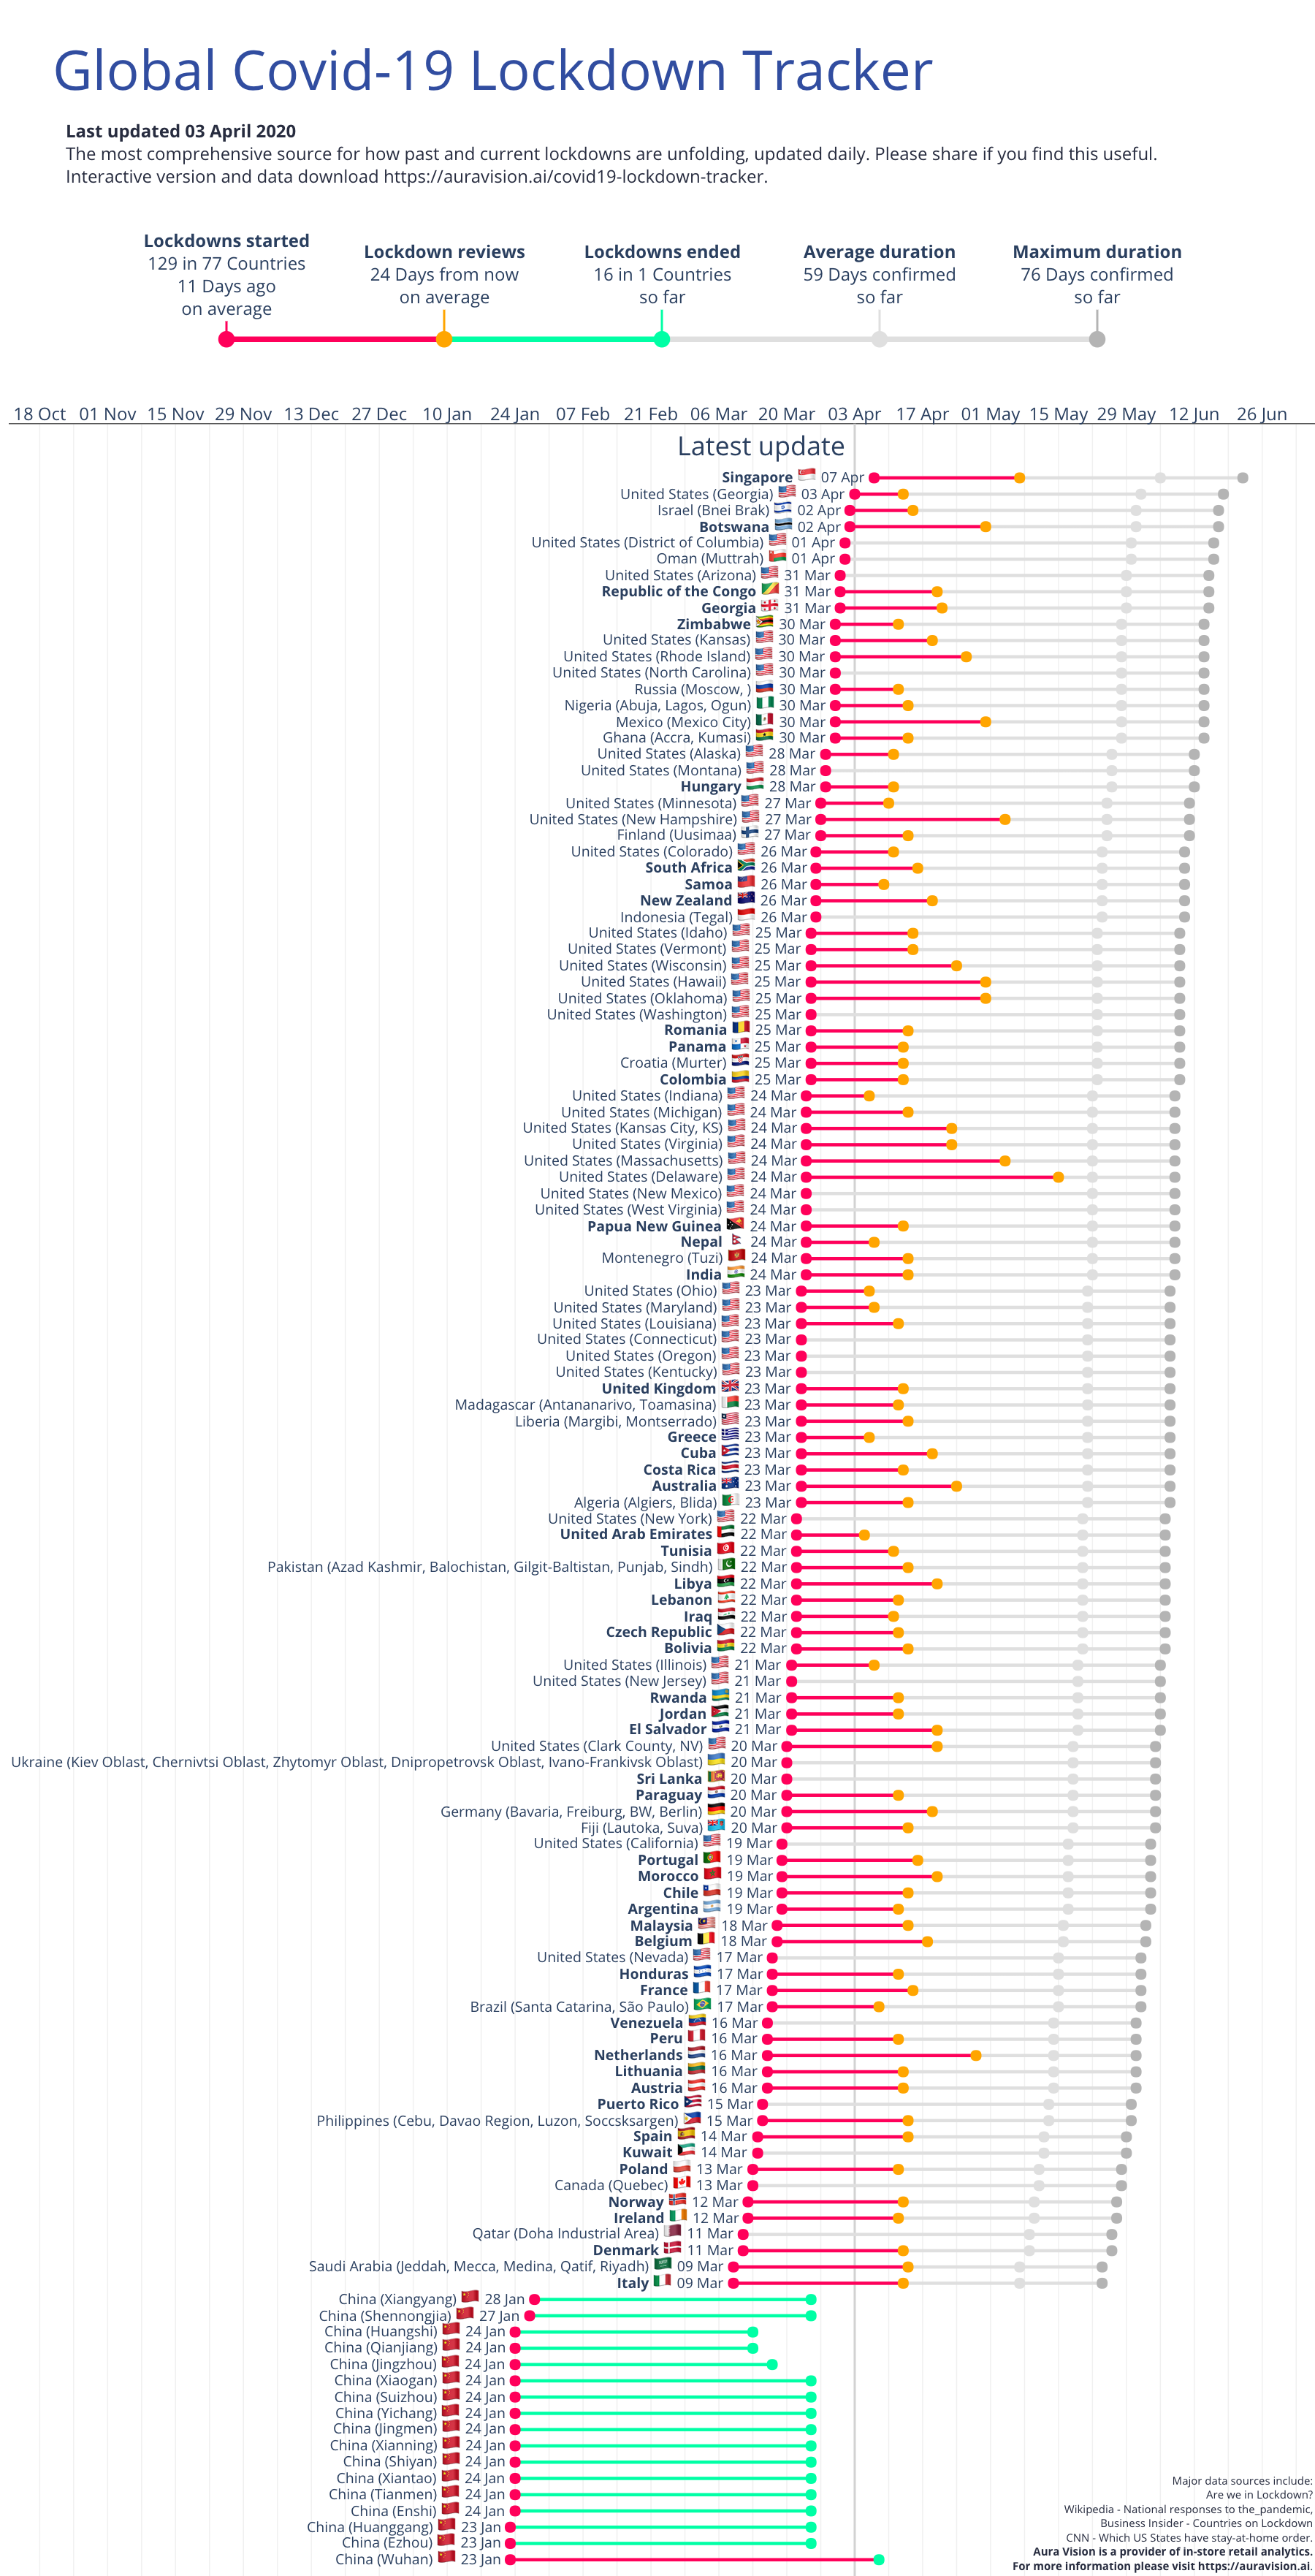 Global Covid-19 Lockdown Tracker
Last updated 03 April 2020
The most comprehensive source for how past and current lockdowns are unfolding, updated daily. Please share if you find this useful.
Interactive version and data download https://auravision.ai/covid19-lockdown-tracker.
Lockdowns started
129 in 77 Countries
11 Days ago
on average
Lockdown reviews
24 Days from now
on average
Lockdowns ended
16 in 1 Countries
so far
Average duration
59 Days confirmed
so far
Maximum duration
76 Days confirmed
so far
18 Oct 01 Nov 15 Nov 29 Nov 13 Dec 27 Dec 10 Jan 24 Jan 07 Feb 21 Feb 06 Mar 20 Mar 03 Apr 17 Apr 01 May 15 May 29 May 12 Jun 26 Jun
Latest update
Singapore 07 Apr
United States (Georgia) 03 Apr
Israel (Bnei Brak) 02 Apr
Botswana 02 Apr
United States (District of Columbia) 01 Apr
Oman (Muttrah) 01 Apr
United States (Arizona) 31 Mar
Republic of the Congo 31 Mar
Georgia 31 Mar
Zimbabwe 30 Mar
United States (Kansas) 30 Mar
United States (Rhode Island) 30 Mar
United States (North Carolina) 30 Mar
Russia (Moscow, ) 30 Mar
Nigeria (Abuja, Lagos, Ogun) 30 Mar
Mexico (Mexico City) 30 Mar
Ghana (Accra, Kumasi) 30 Mar
United States (Alaska) 28 Mar
United States (Montana) 28 Mar
Hungary 28 Mar
United States (Minnesota) 27 Mar
United States (New Hampshire) 27 Mar
Finland (Uusimaa) 27 Mar
United States (Colorado) 26 Mar
South Africa 26 Mar
Samoa 26 Mar
New Zealand 26 Mar
Indonesia (Tegal) 26 Mar
United States (Idaho) 25 Mar
United States (Vermont) 25 Mar
United States (Wisconsin) 25 Mar
United States (Hawaii) 25 Mar
United States (Oklahoma) 25 Mar
United States (Washington) 25 Mar
Romania 25 Mar
Panama 25 Mar
Croatia (Murter) 25 Mar
Colombia 25 Mar
United States (Indiana) 24 Mar
United States (Michigan) 24 Mar
United States (Kansas City, KS) 24 Mar
United States (Virginia) 24 Mar
United States (Massachusetts) 24 Mar
United States (Delaware) 24 Mar
United States (New Mexico) 24 Mar
United States (West Virginia) 24 Mar
Papua New Guinea 24 Mar
Nepal 24 Mar
Montenegro (Tuzi) 24 Mar
India 24 Mar
United States (Ohio) 23 Mar
United States (Maryland) 23 Mar
United States (Louisiana) 23 Mar
United States (Connecticut) 23 Mar
United States (Oregon) 23 Mar
United States (Kentucky) 23 Mar
United Kingdom 23 Mar
Madagascar (Antananarivo, Toamasina) 23 Mar
Liberia (Margibi, Montserrado) 23 Mar
Greece 23 Mar
Cuba 23 Mar
Costa Rica 23 Mar
Australia 23 Mar
Algeria (Algiers, Blida) 23 Mar
United States (New York) 22 Mar
United Arab Emirates 22 Mar
Tunisia 22 Mar
Pakistan (Azad Kashmir, Balochistan, Gilgit-Baltistan, Punjab, Sindh) 22 Mar
Libya 22 Mar
Lebanon 22 Mar
Iraq 22 Mar
Czech Republic 22 Mar
Bolivia 22 Mar
United States (Illinois) 21 Mar
United States (New Jersey) 21 Mar
Rwanda 21 Mar
Jordan 21 Mar
El Salvador 21 Mar
United States (Clark County, NV) 20 Mar
Ukraine (Kiev Oblast, Chernivtsi Oblast, Zhytomyr Oblast, Dnipropetrovsk Oblast, Ivano-Frankivsk Oblast) 20 Mar
Sri Lanka 20 Mar
Paraguay 20 Mar
Germany (Bavaria, Freiburg, BW, Berlin) 20 Mar
Fiji (Lautoka, Suva) 20 Mar
United States (California) 19 Mar
Portugal 19 Mar
Morocco 19 Mar
Chile 19 Mar
Argentina 19 Mar
Malaysia 18 Mar
Belgium 18 Mar
United States (Nevada) 17 Mar
Honduras 17 Mar
France 17 Mar
Brazil (Santa Catarina, São Paulo) 17 Mar
Venezuela 16 Mar
Peru 16 Mar
Netherlands 16 Mar
Lithuania 16 Mar
Austria 16 Mar
Puerto Rico 15 Mar
Philippines (Cebu, Davao Region, Luzon, Soccsksargen) 15 Mar
Spain 14 Mar
Kuwait 14 Mar
Poland 13 Mar
Canada (Quebec) 13 Mar
Norway 12 Mar
Ireland 12 Mar
Qatar (Doha Industrial Area) 11 Mar
Denmark 11 Mar
Saudi Arabia (Jeddah, Mecca, Medina, Qatif, Riyadh) 09 Mar
Italy 09 Mar
China (Xiangyang) 28 Jan
China (Shennongjia) 27 Jan
China (Huangshi) 24 Jan
China (Qianjiang) 24 Jan
China (Jingzhou) 24 Jan
China (Xiaogan) 24 Jan
China (Suizhou) 24 Jan
China (Yichang) 24 Jan
China (Jingmen) 24 Jan
China (Xianning) 24 Jan
China (Shiyan) 24 Jan
China (Xiantao) 24 Jan
China (Tianmen) 24 Jan
China (Enshi) 24 Jan
China (Huanggang) 23 Jan
China (Ezhou) 23 Jan
China (Wuhan) 23 Jan
Major data sources include:
Are we in Lockdown?
Wikipedia - National responses to the_pandemic,
Business Insider - Countries on Lockdown
CNN - Which US States have stay-at-home order.
Aura Vision is a provider of in-store retail analytics.
For more information please visit https://auravision.ai.